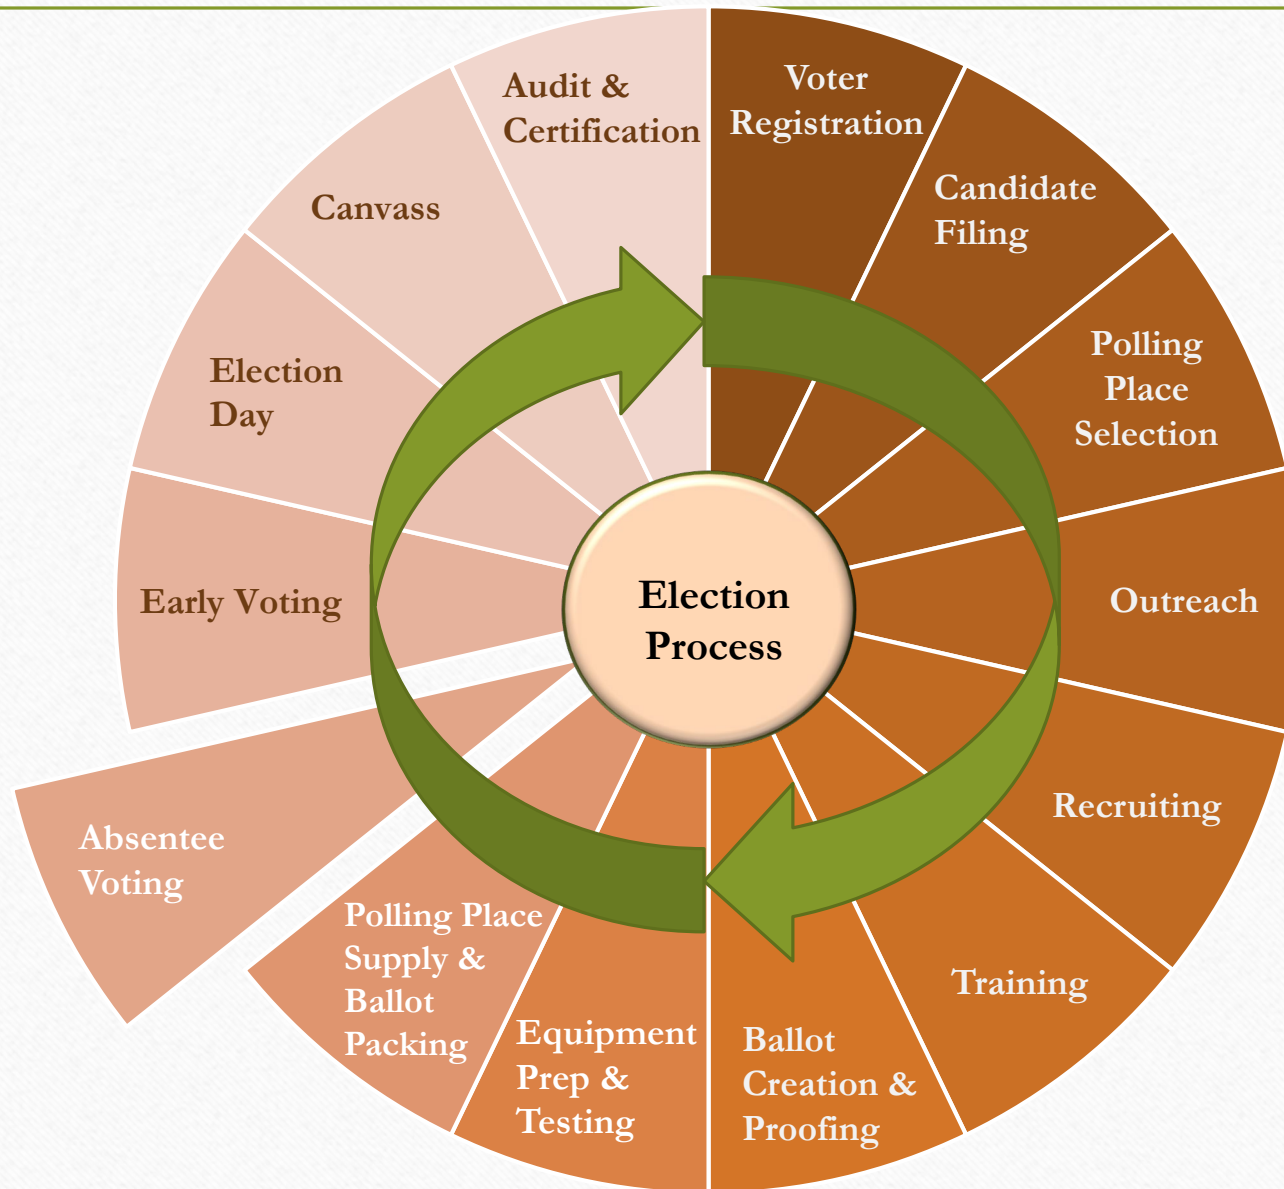 Voter
Registration
Candidate
Filing
Polling
Place
Selection
Outreach
Recruiting
Training
Ballot
Creation &
Proofing
Equipment
Prep &
Testing
Polling Place
Supply &
Ballot
Packing
Absentee
Voting
Early Voting
Election
Day
Canvass
Audit &
Certification
Election
Process